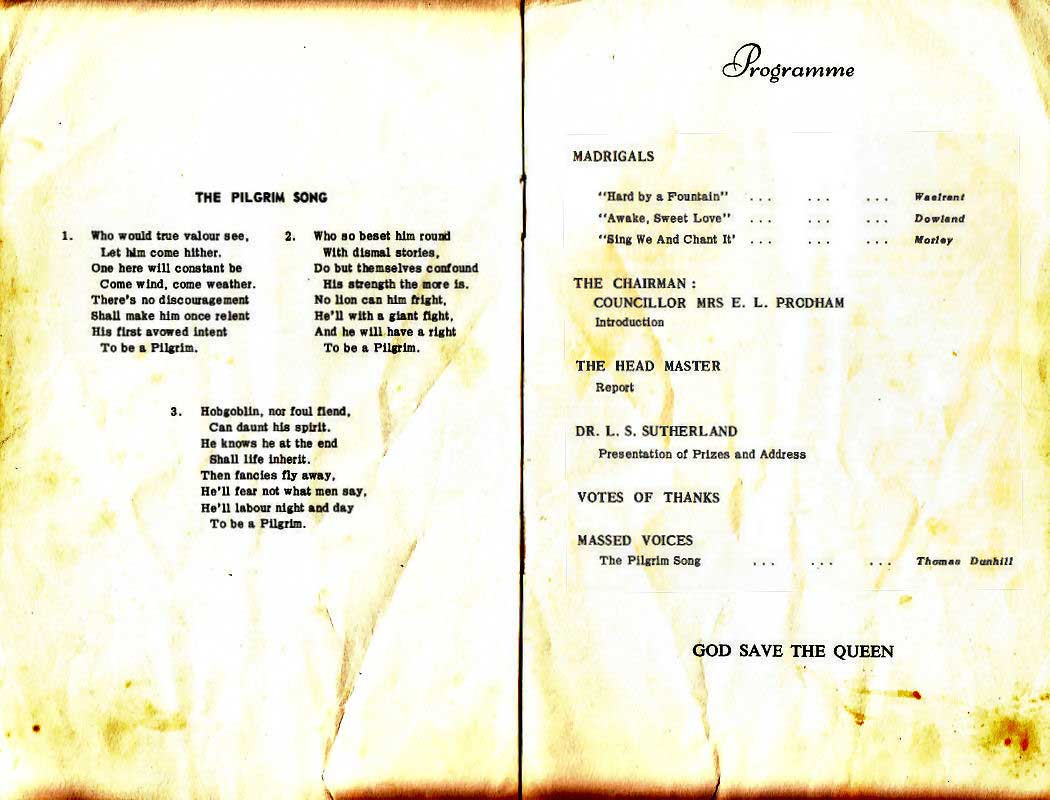 THE PILGRIM SONG
1. Who would true valour see,
Let him come hither.
One here will constant be
Come wind, come weather.
There's no discouragement
Shall make him once relent
His first avowed intent
To be a Pilgrim.
2. Who so beset him round
With dismal stories,
Do but themselves confound
His strength the more is.
No lion can him fright,
He'll with a giant fight,
And he will have a right
To be a Pilgrim.
3. Hobgoblin, nor foul fiend,
Can daunt his spirit.
He knows he at the end
Shall life inherit.
Then fancies fly away,
He'll fear not what men say,
He'll labour night and day
To be a Pilgrim.
Programme
MADRIGALS
"Hard by a Fountain" ... ... ... Waelrent
"Awake, Sweet Love" ... ... ... Dowland
"Sing We And Chant It' ... ... ... Morley
THE CHAIRMAN :
COUNCILLOR MRS E. L. PRODHAM
Introduction
THE HEAD MASTER
Report
DR. L. S. SUTHERLAND
Presentation of Prizes and Address
VOTES OF THANKS
MASSED VOICES
The Pilgrim Song ... ... ... Thomas Dunhill
GOD SAVE THE QUEEN